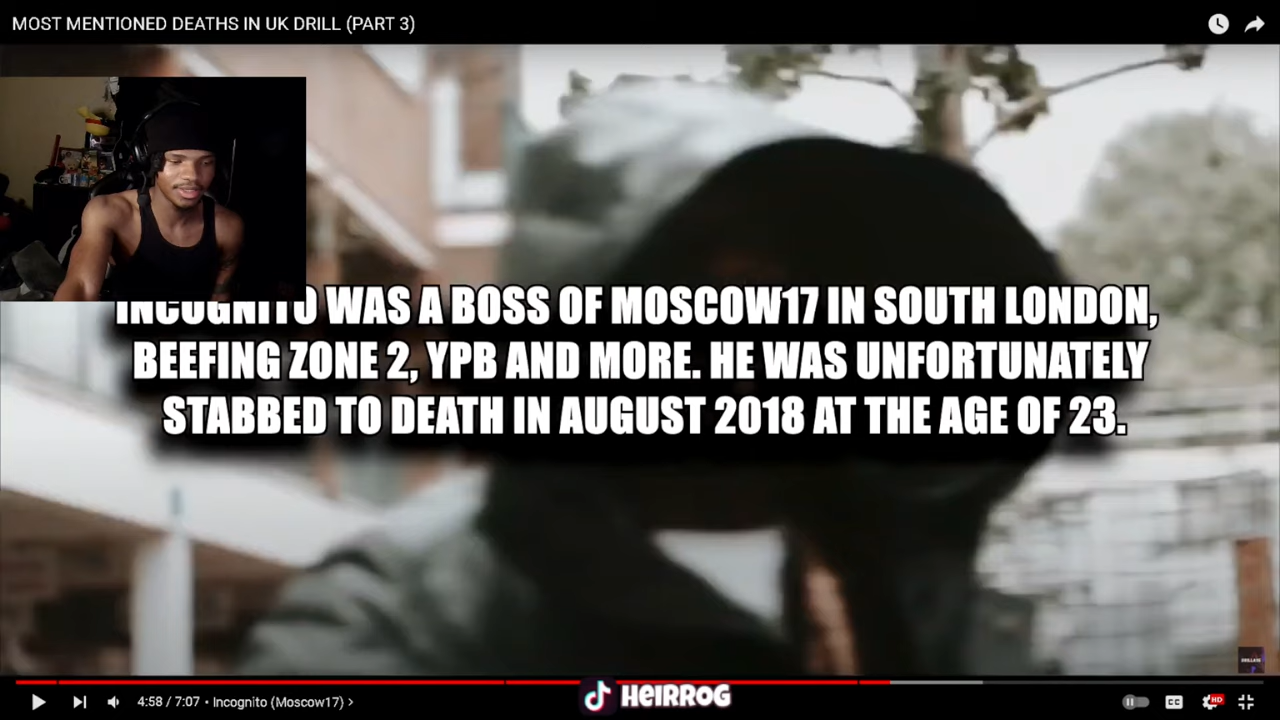 MOST MENTIONED DEATHS IN UK DRILL (PART 3)
INCOGNITO WAS A BOSS OF MOSCOW17 IN SOUTH LONDON,
BEEFING ZONE 2, YPB AND MORE. HE WAS UNFORTUNATELY
STABBED TO DEATH IN AUGUST 2018 AT THE AGE OF 23.
4:58 / 7:07 • Incognito (Moscow17) >
HEIRROG
CC
HD